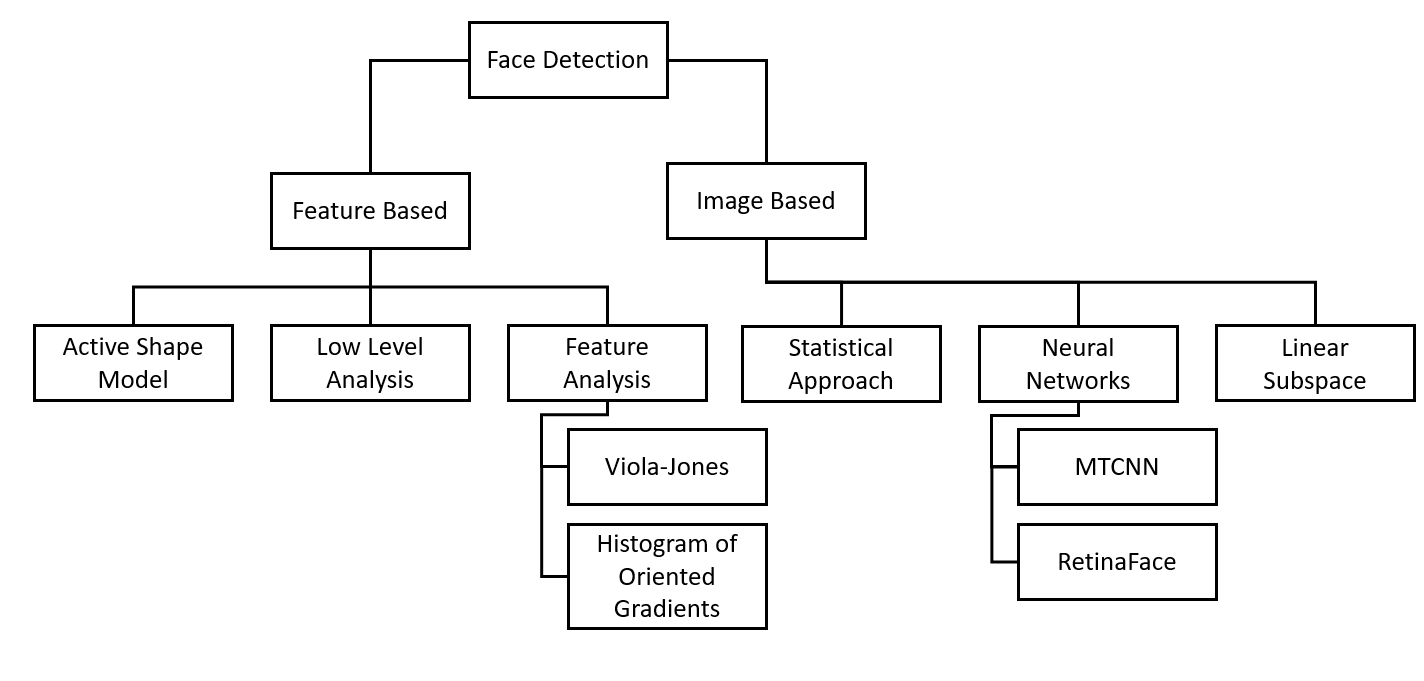 Face Detection
Feature Based
Image Based
Active Shape
Model
Low Level
Analysis
Feature
Analysis
Statistical
Approach
Neural
Networks
Linear
Subspace
Viola-Jones
Histogram of
Oriented
Gradients
MTCNN
RetinaFace